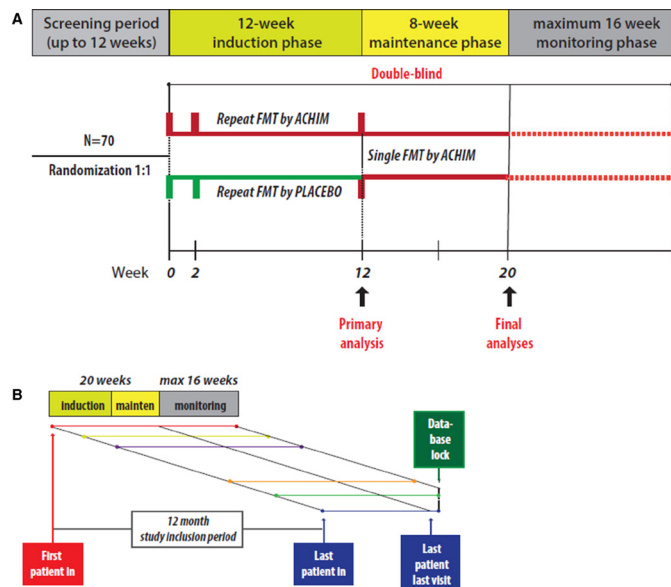 A
Screening period
(up to 12 weeks)
12-week
induction phase
8-week
maintenance phase
maximum 16 week
monitoring phase
Double-blind
N=70
Randomization 1:1
Repeat FMT by ACHIM
Single FMT by ACHIM
Repeat FMT by PLACEBO
Week
0
2
12
20
Primary
analysis
Final
analyses
B
20 weeks
max 16 weeks
induction
mainten
monitoring
Data-
base
lock
12 month
study inclusion period
First
patient in
Last
patient in
Last
patient
last visit